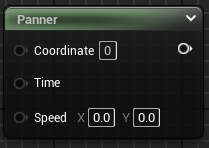 Panner
Coordinate 0
Time
Speed X 0.0 Y 0.0